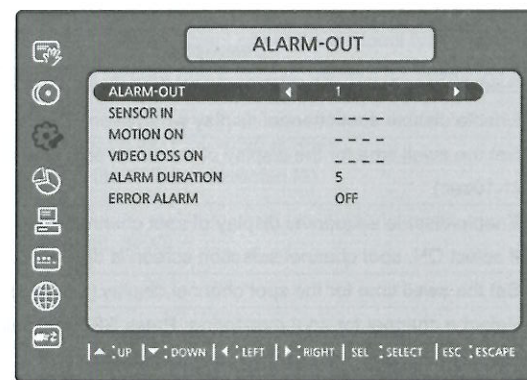 ALARM-OUT
ALARM-OUT 1
SENSOR IN - - - -
MOTION ON - - - -
VIDEO LOSS ON - - - -
ALARM DURATION 5
ERROR ALARM OFF
UP DOWN LEFT RIGHT SEL : SELECT ESC : ESCAPE